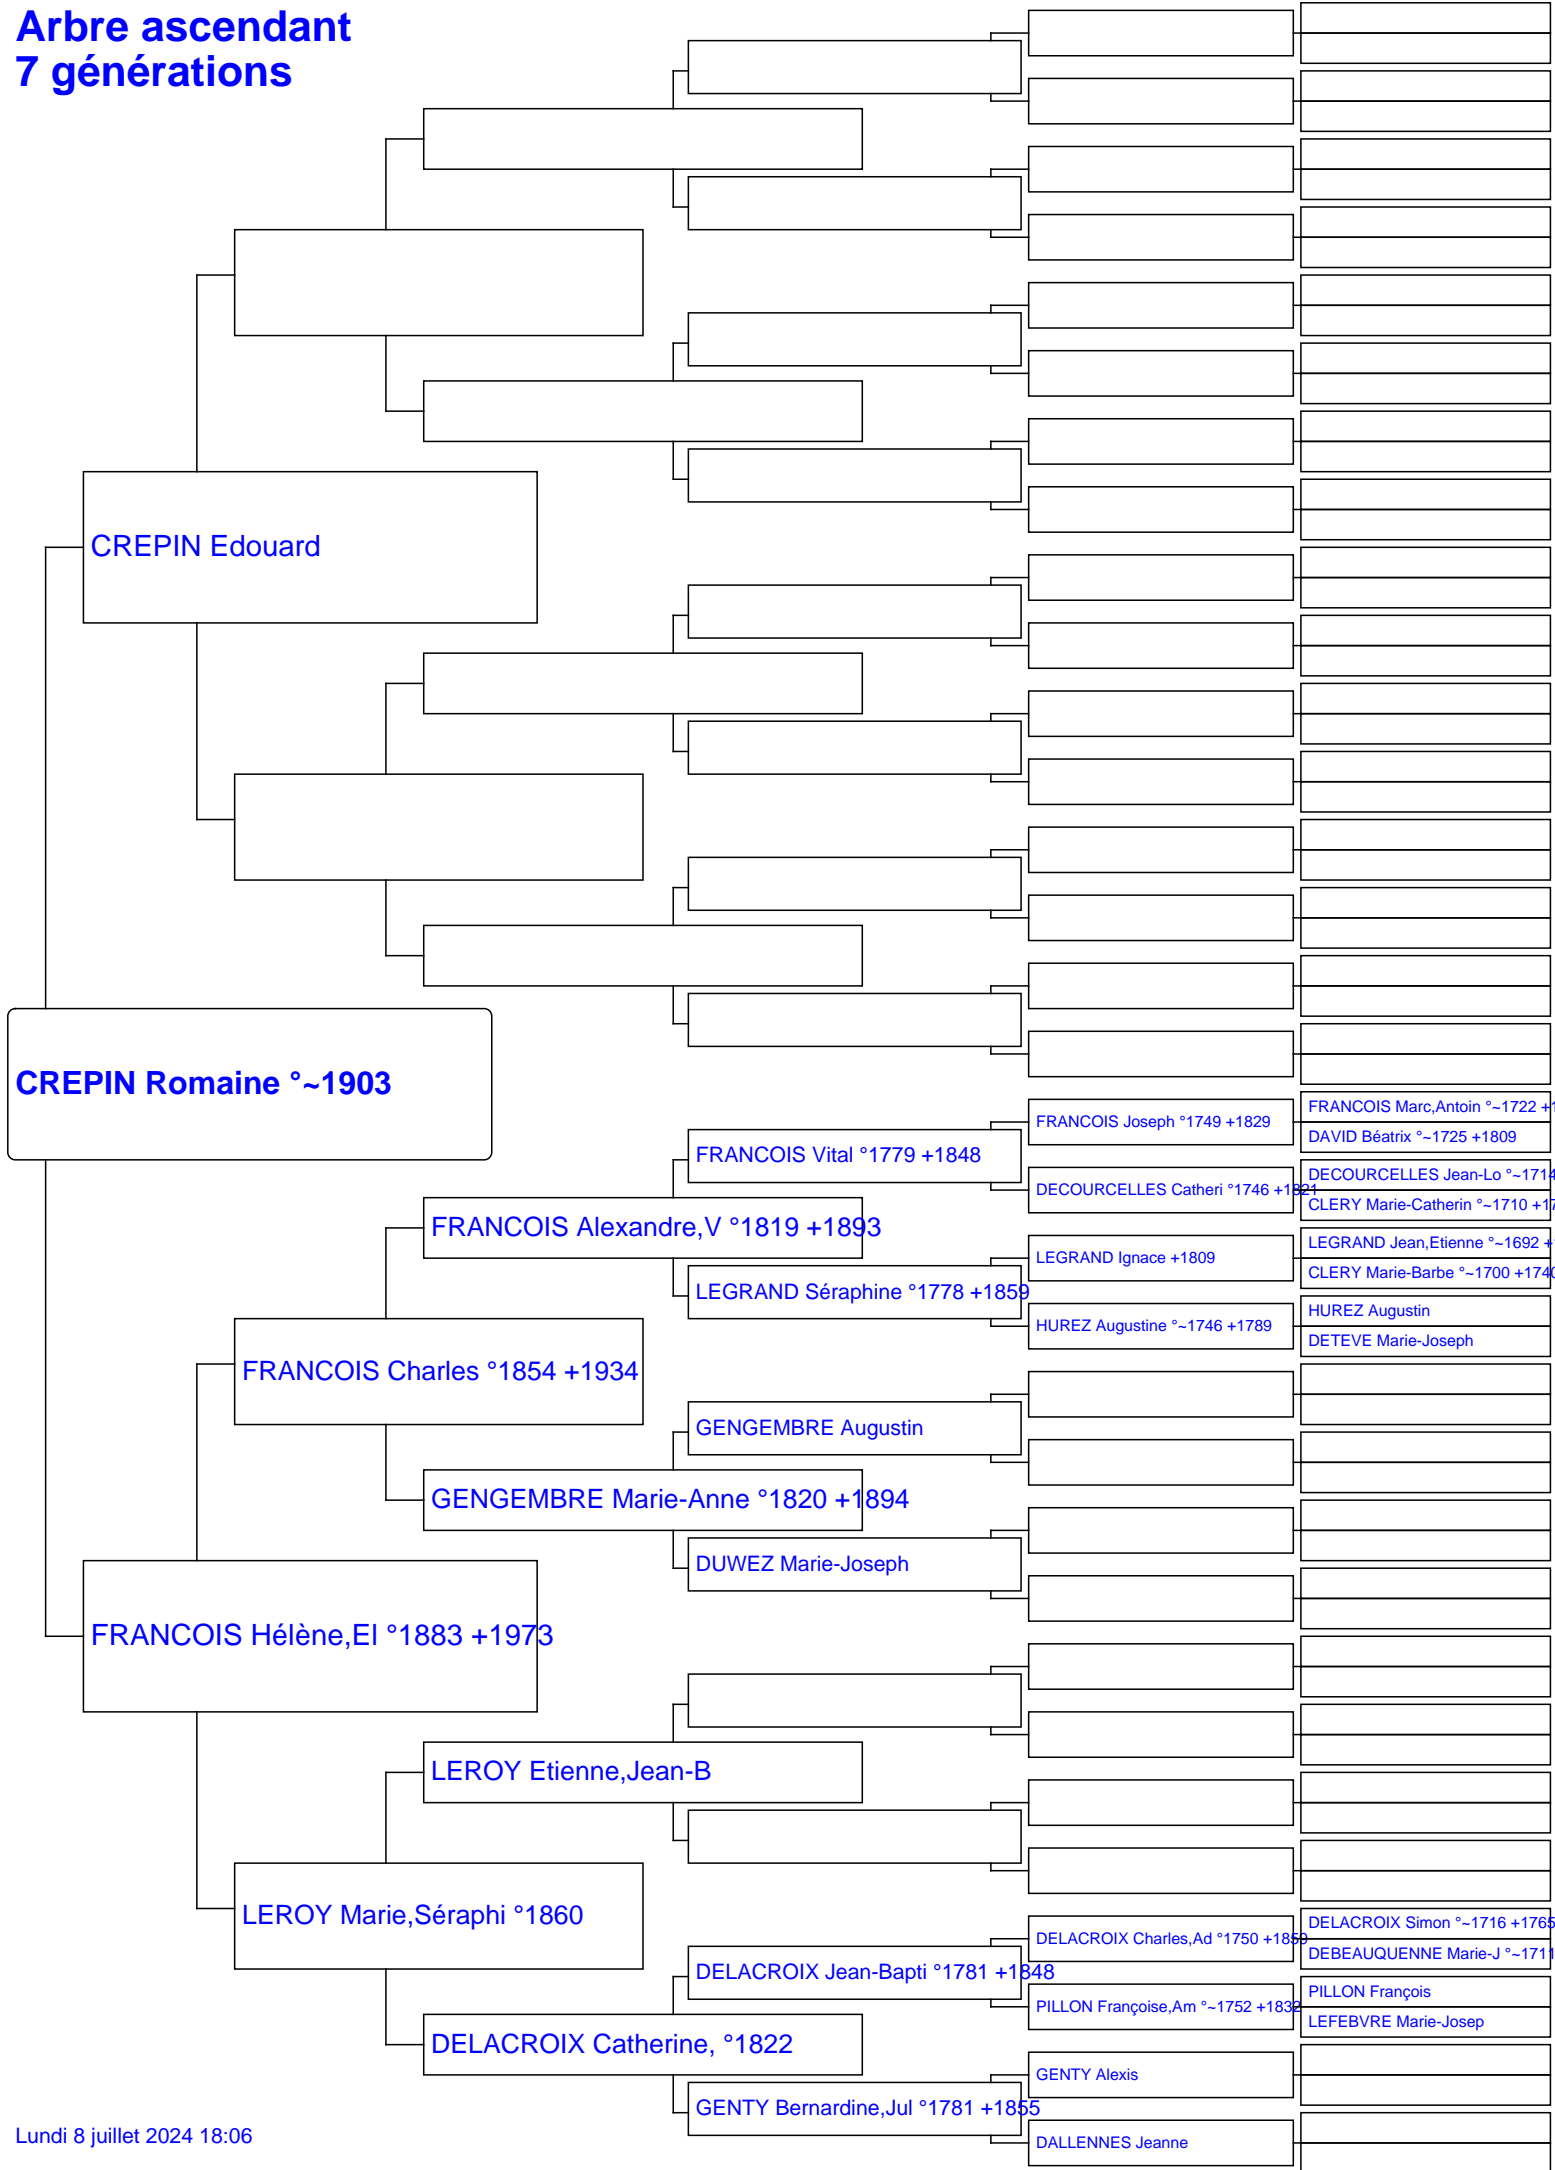 Arbre ascendant
7 générations
CREPIN Edouard
CREPIN Romaine °~1903
FRANCOIS Joseph °1749 +1829
FRANCOIS Marc,Antoin °~1722 +1
DAVID Béatrix °~1725 +1809
FRANCOIS Vital °1779 +1848
DECOURCELLES Catheri °1746 +1821
DECOURCELLES Jean-Lo °~1714
CLERY Marie-Catherin °~1710 +17
FRANCOIS Alexandre,V °1819 +1893
LEGRAND Ignace +1809
LEGRAND Jean,Etienne °~1692 +
CLERY Marie-Barbe °~1700 +1740
LEGRAND Séraphine °1778 +1859
HUREZ Augustine °~1746 +1789
HUREZ Augustin
DETEVE Marie-Joseph
FRANCOIS Charles °1854 +1934
GENGEMBRE Augustin
GENGEMBRE Marie-Anne °1820 +1894
DUWEZ Marie-Joseph
FRANCOIS Hélène,El °1883 +1973
LEROY Etienne,Jean-B
LEROY Marie,Séraphi °1860
DELACROIX Charles,Ad °1750 +1859
DELACROIX Simon °~1716 +1765
DEBEAUQUENNE Marie-J °~1711
DELACROIX Jean-Bapti °1781 +1848
PILLON Françoise,Am °~1752 +1832
PILLON François
LEFEBVRE Marie-Josep
DELACROIX Catherine, °1822
GENTY Alexis
GENTY Bernardine,Jul °1781 +1855
DALLENNES Jeanne
Lundi 8 juillet 2024 18:06